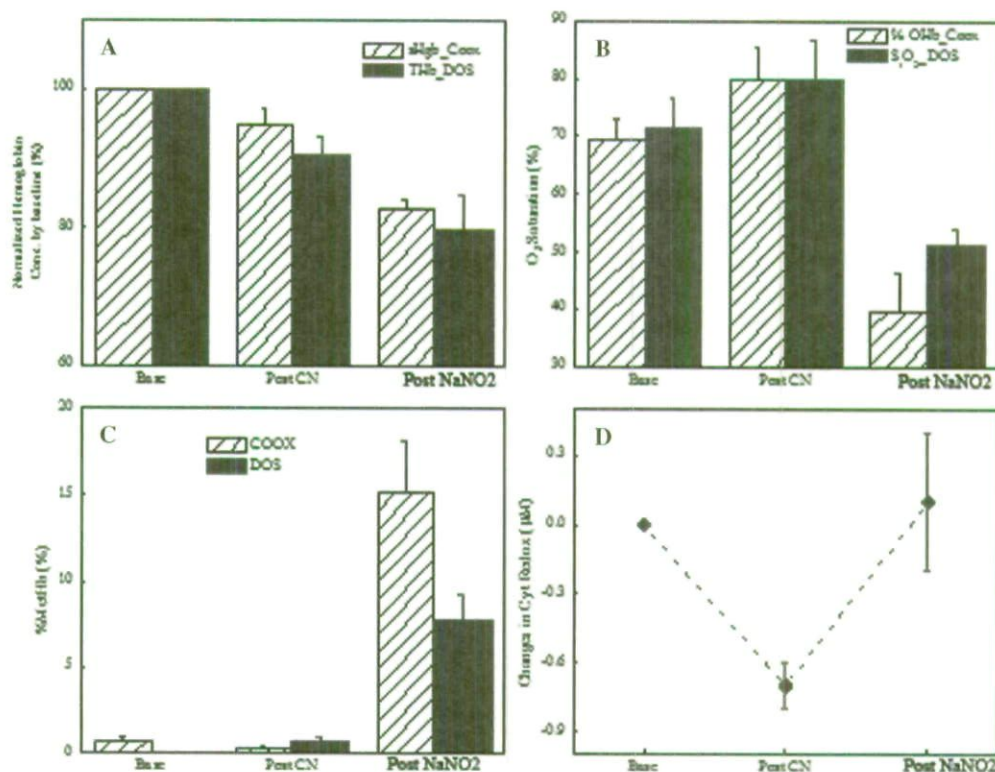 A
sHgb_Coox
THb_DOS
100
80
60
Normalized Hemoglobin
Conc. by baseline (%)
Base
Post CN
Post NaNO2
B
% OHb_Coox
StO2_DOS
90
80
70
60
50
40
30
O2 Saturation (%)
Base
Post CN
Post NaNO2
C
COOX
DOS
20
15
10
5
0
%MetHb (%)
Base
Post CN
Post NaNO2
D
0.3
0.0
-0.3
-0.6
-0.9
Changes in Cyt Redox (µM)
Base
Post CN
Post NaNO2